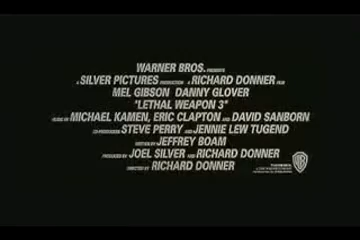 WARNER BROS. PRESENTS
A SILVER PICTURES PRODUCTION A RICHARD DONNER FILM
MEL GIBSON DANNY GLOVER
"LETHAL WEAPON 3"
MUSIC BY MICHAEL KAMEN, ERIC CLAPTON AND DAVID SANBORN
CO-PRODUCERS STEVE PERRY AND JENNIE LEW TUGEND
WRITTEN BY JEFFREY BOAM
PRODUCED BY JOEL SILVER AND RICHARD DONNER
DIRECTED BY RICHARD DONNER
WB